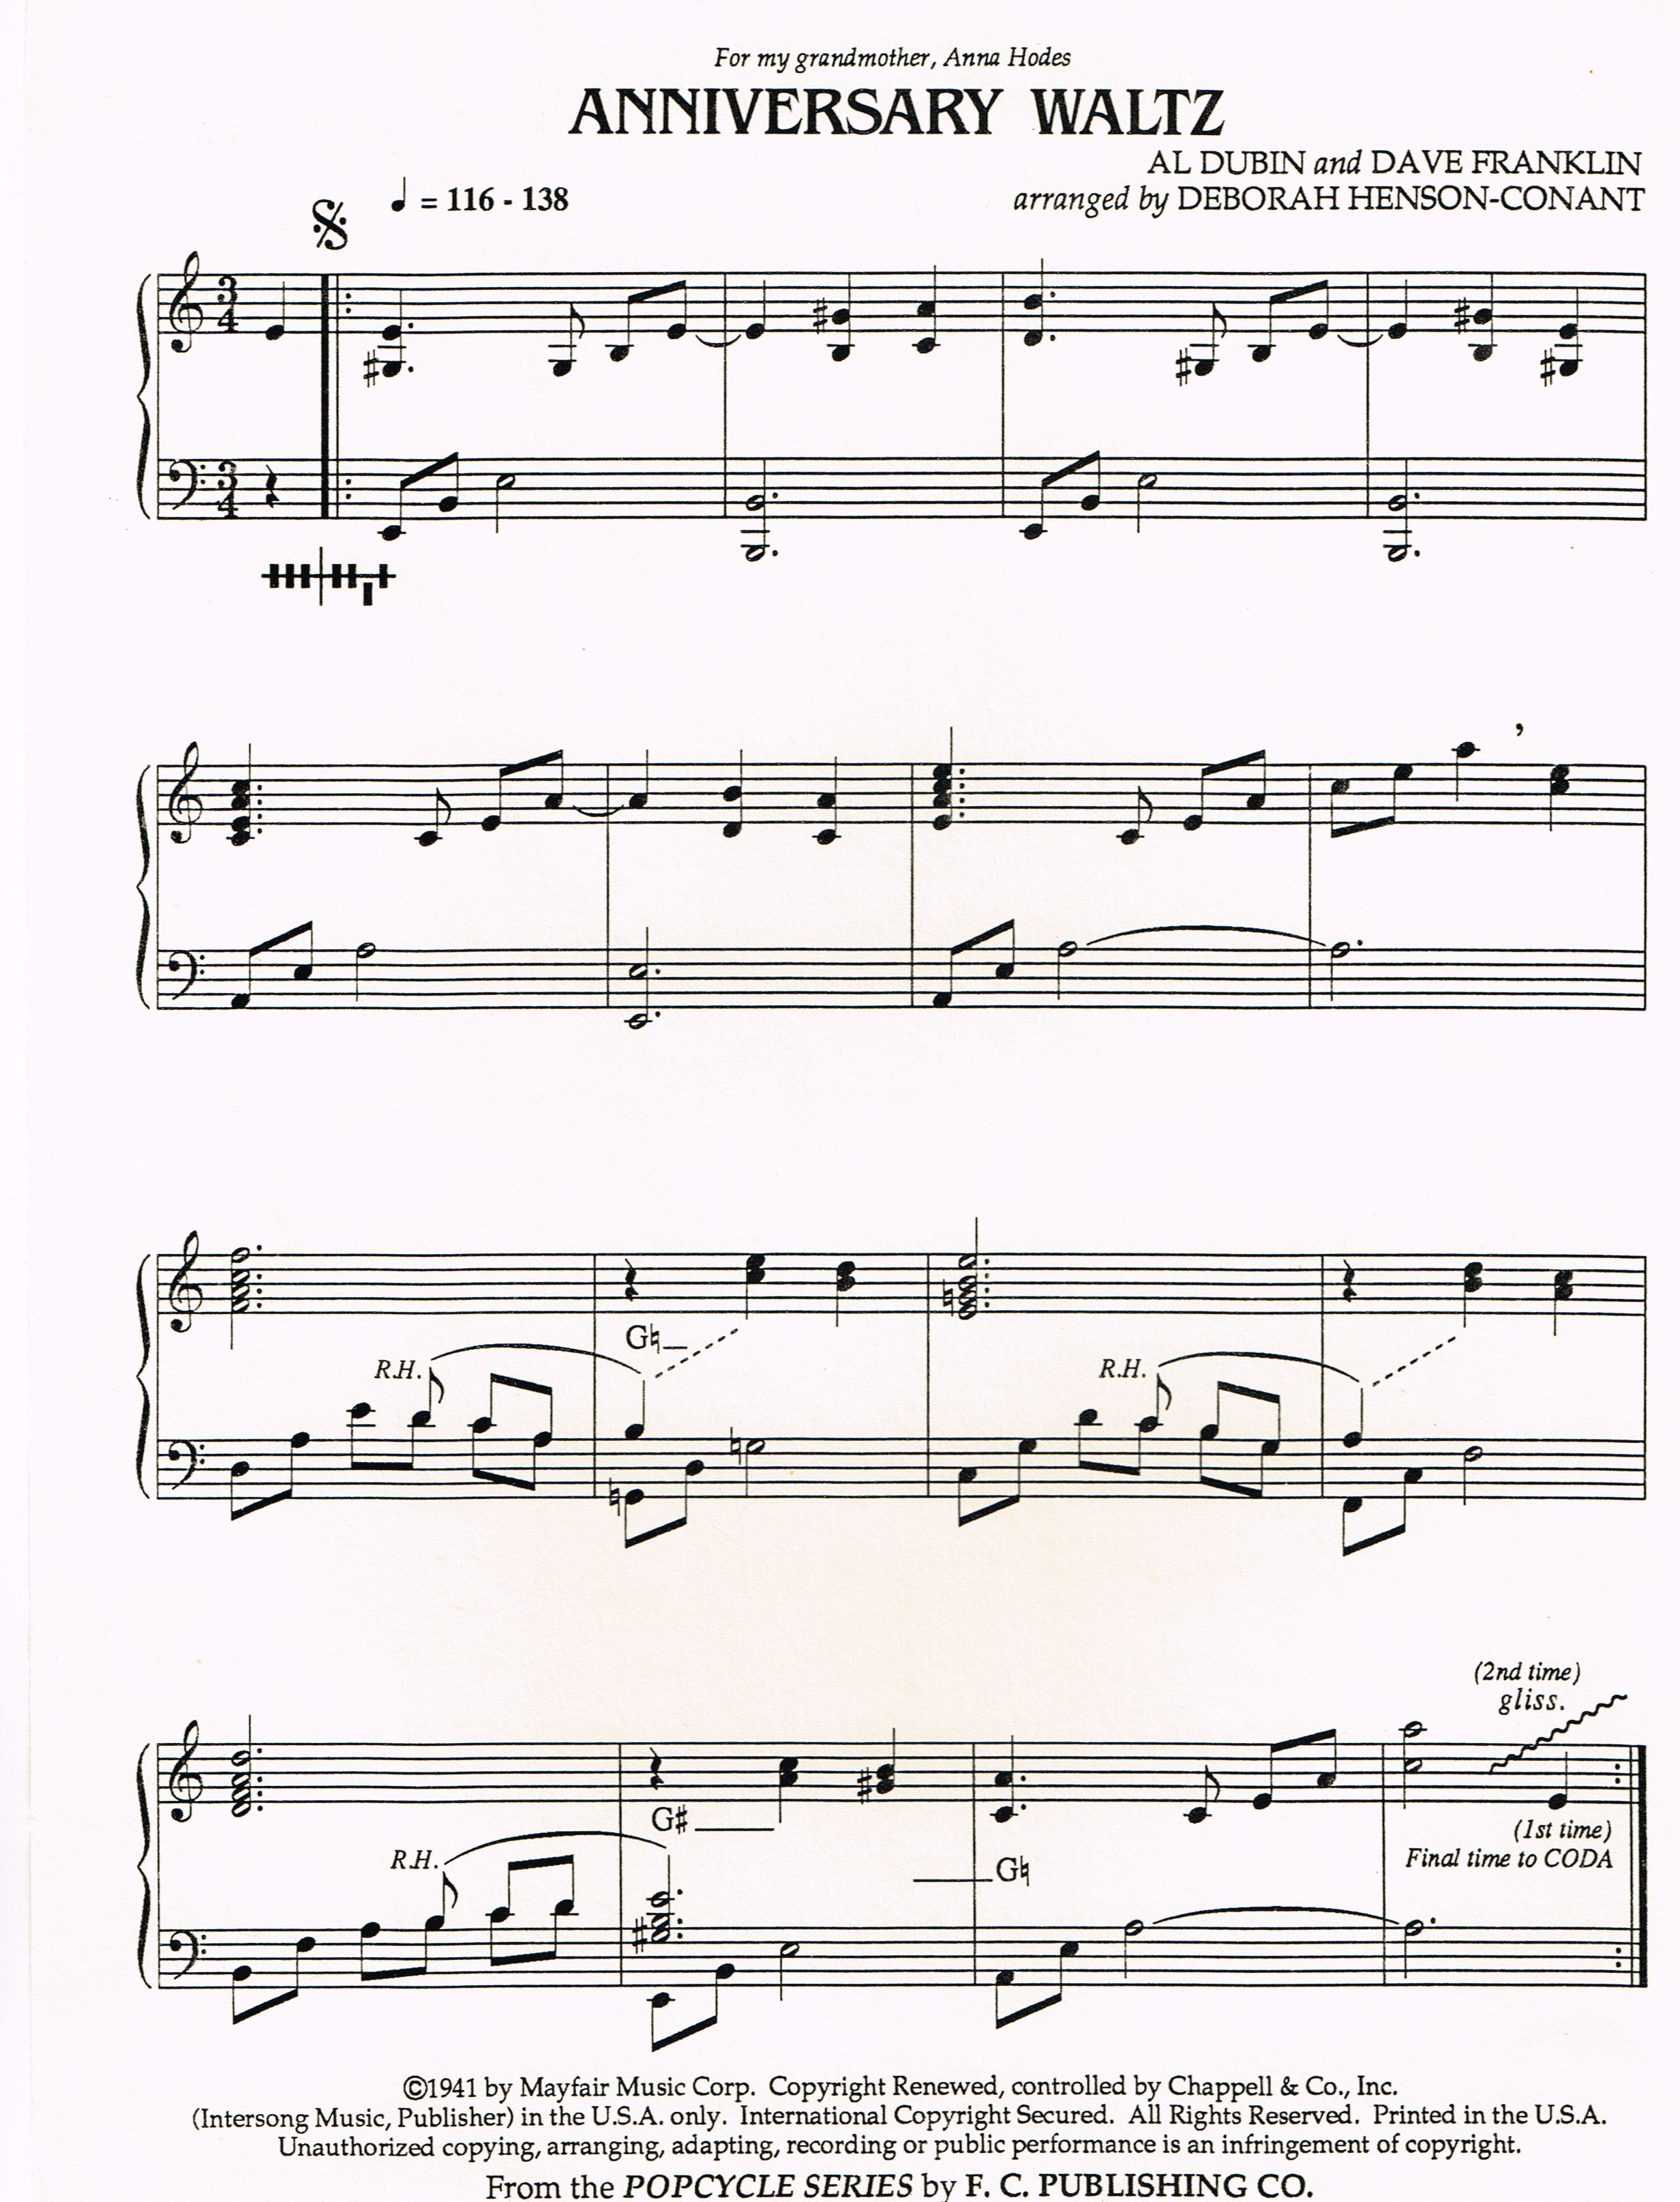 For my grandmother, Anna Hodes
ANNIVERSARY WALTZ
AL DUBIN and DAVE FRANKLIN
♩ = 116 - 138
arranged by DEBORAH HENSON-CONANT
3
4
3
4
G♮
R.H.
R.H.
(2nd time)
gliss.
G♯
(1st time)
R.H.
Final time to CODA
G♮
©1941 by Mayfair Music Corp. Copyright Renewed, controlled by Chappell & Co., Inc.
(Intersong Music, Publisher) in the U.S.A. only. International Copyright Secured. All Rights Reserved. Printed in the U.S.A.
Unauthorized copying, arranging, adapting, recording or public performance is an infringement of copyright.
From the POPCYCLE SERIES by F. C. PUBLISHING CO.